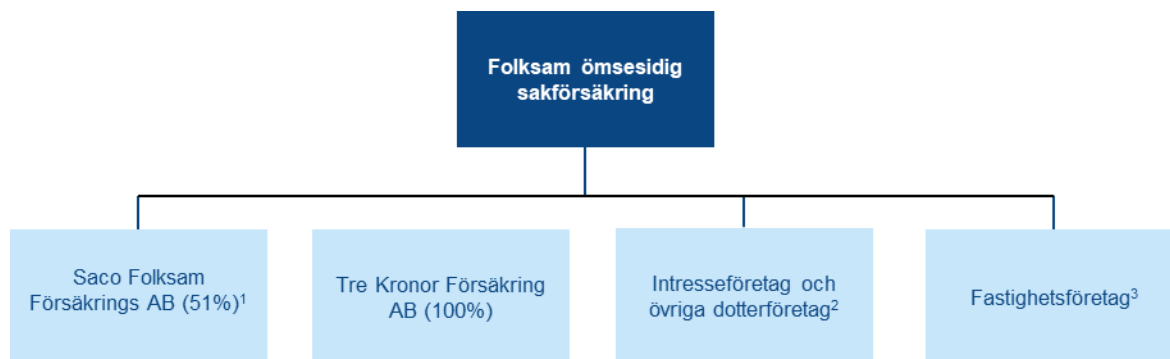 Folksam ömsesidig
sakförsäkring
Saco Folksam
Försäkrings AB (51%)¹
Tre Kronor Försäkring
AB (100%)
Intresseföretag och
övriga dotterföretag²
Fastighetsföretag³